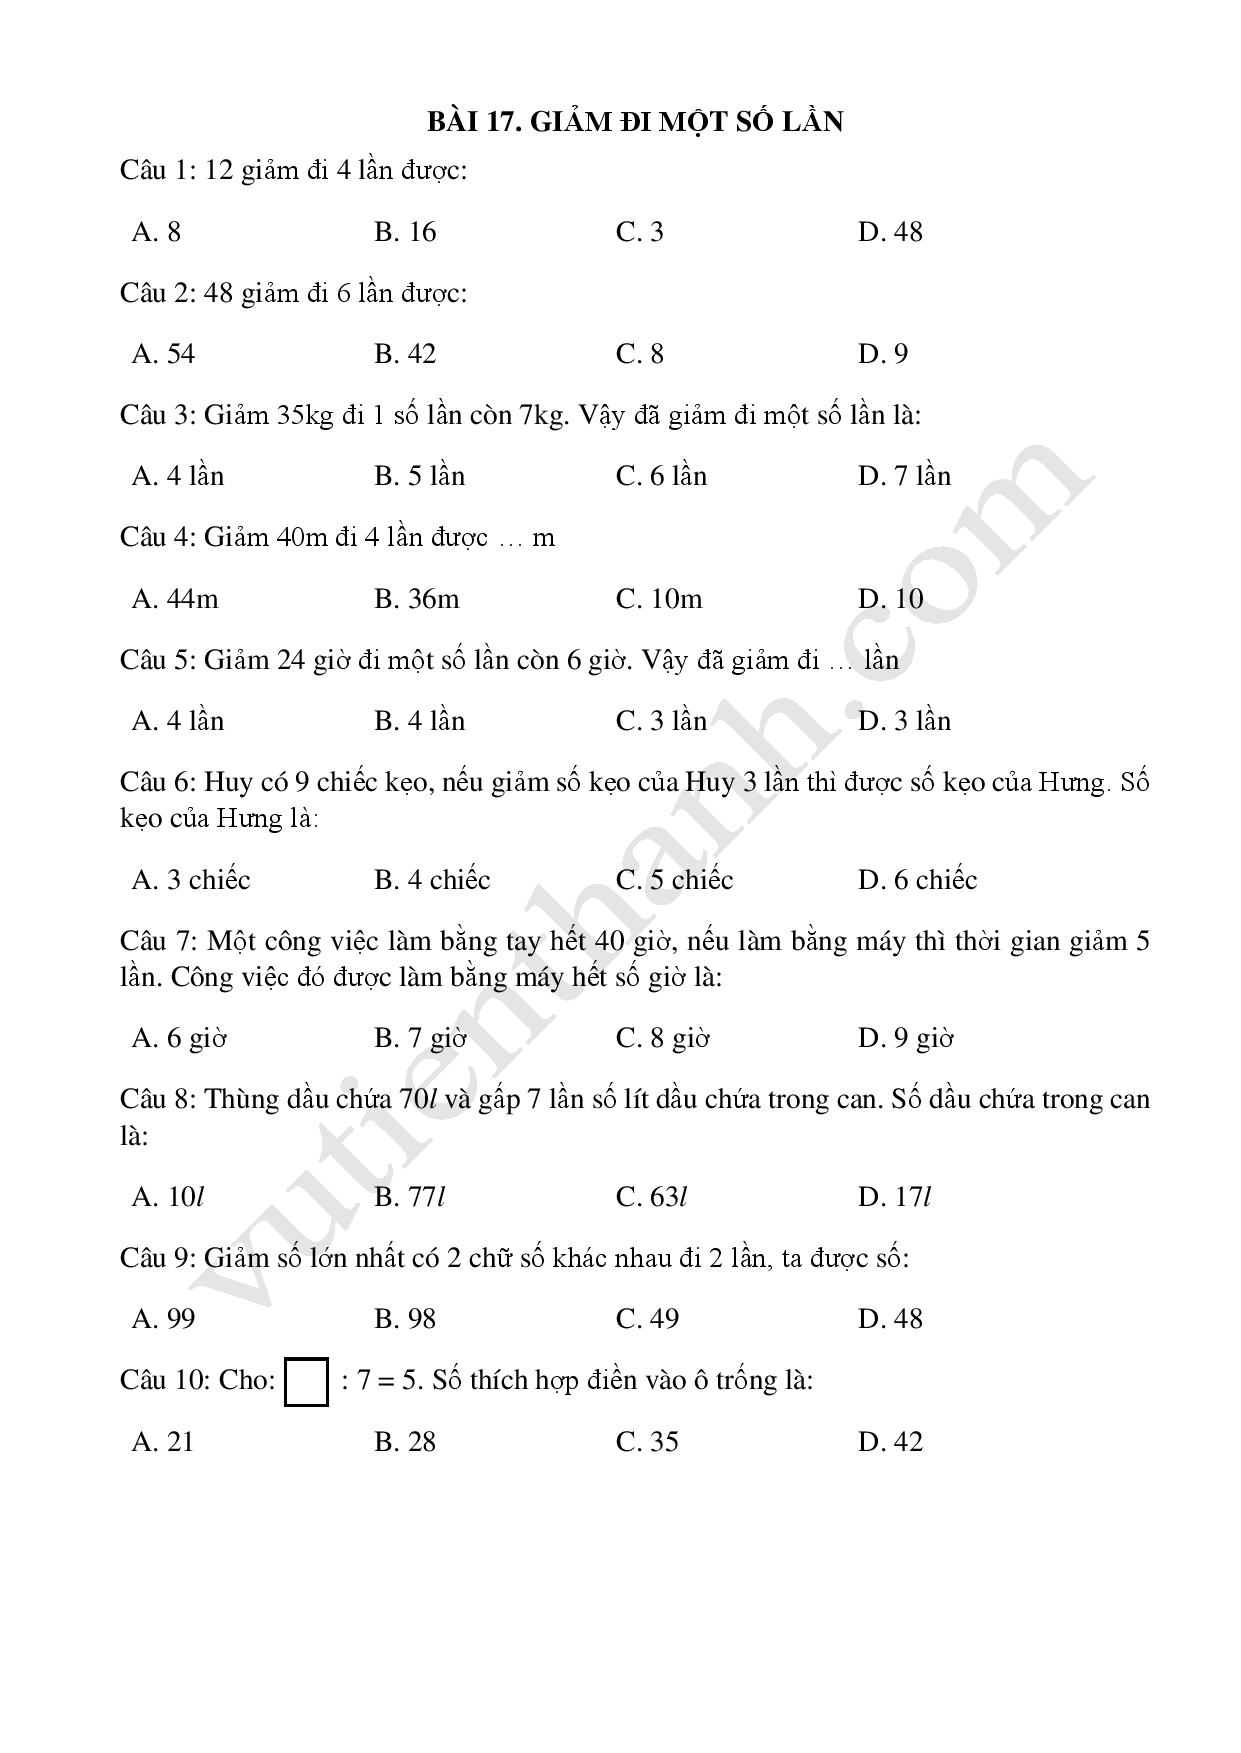 BÀI 17. GIẢM ĐI MỘT SỐ LẦN
Câu 1: 12 giảm đi 4 lần được:
A. 8 B. 16 C. 3 D. 48
Câu 2: 48 giảm đi 6 lần được:
A. 54 B. 42 C. 8 D. 9
Câu 3: Giảm 35kg đi 1 số lần còn 7kg. Vậy đã giảm đi một số lần là:
A. 4 lần B. 5 lần C. 6 lần D. 7 lần
Câu 4: Giảm 40m đi 4 lần được … m
A. 44m B. 36m C. 10m D. 10
Câu 5: Giảm 24 giờ đi một số lần còn 6 giờ. Vậy đã giảm đi … lần
A. 4 lần B. 4 lần C. 3 lần D. 3 lần
Câu 6: Huy có 9 chiếc kẹo, nếu giảm số kẹo của Huy 3 lần thì được số kẹo của Hưng. Số
kẹo của Hưng là:
A. 3 chiếc B. 4 chiếc C. 5 chiếc D. 6 chiếc
Câu 7: Một công việc làm bằng tay hết 40 giờ, nếu làm bằng máy thì thời gian giảm 5
lần. Công việc đó được làm bằng máy hết số giờ là:
A. 6 giờ B. 7 giờ C. 8 giờ D. 9 giờ
Câu 8: Thùng dầu chứa 70l và gấp 7 lần số lít dầu chứa trong can. Số dầu chứa trong can
là:
A. 10l B. 77l C. 63l D. 17l
Câu 9: Giảm số lớn nhất có 2 chữ số khác nhau đi 2 lần, ta được số:
A. 99 B. 98 C. 49 D. 48
Câu 10: Cho: : 7 = 5. Số thích hợp điền vào ô trống là:
A. 21 B. 28 C. 35 D. 42
vutienthanh.com